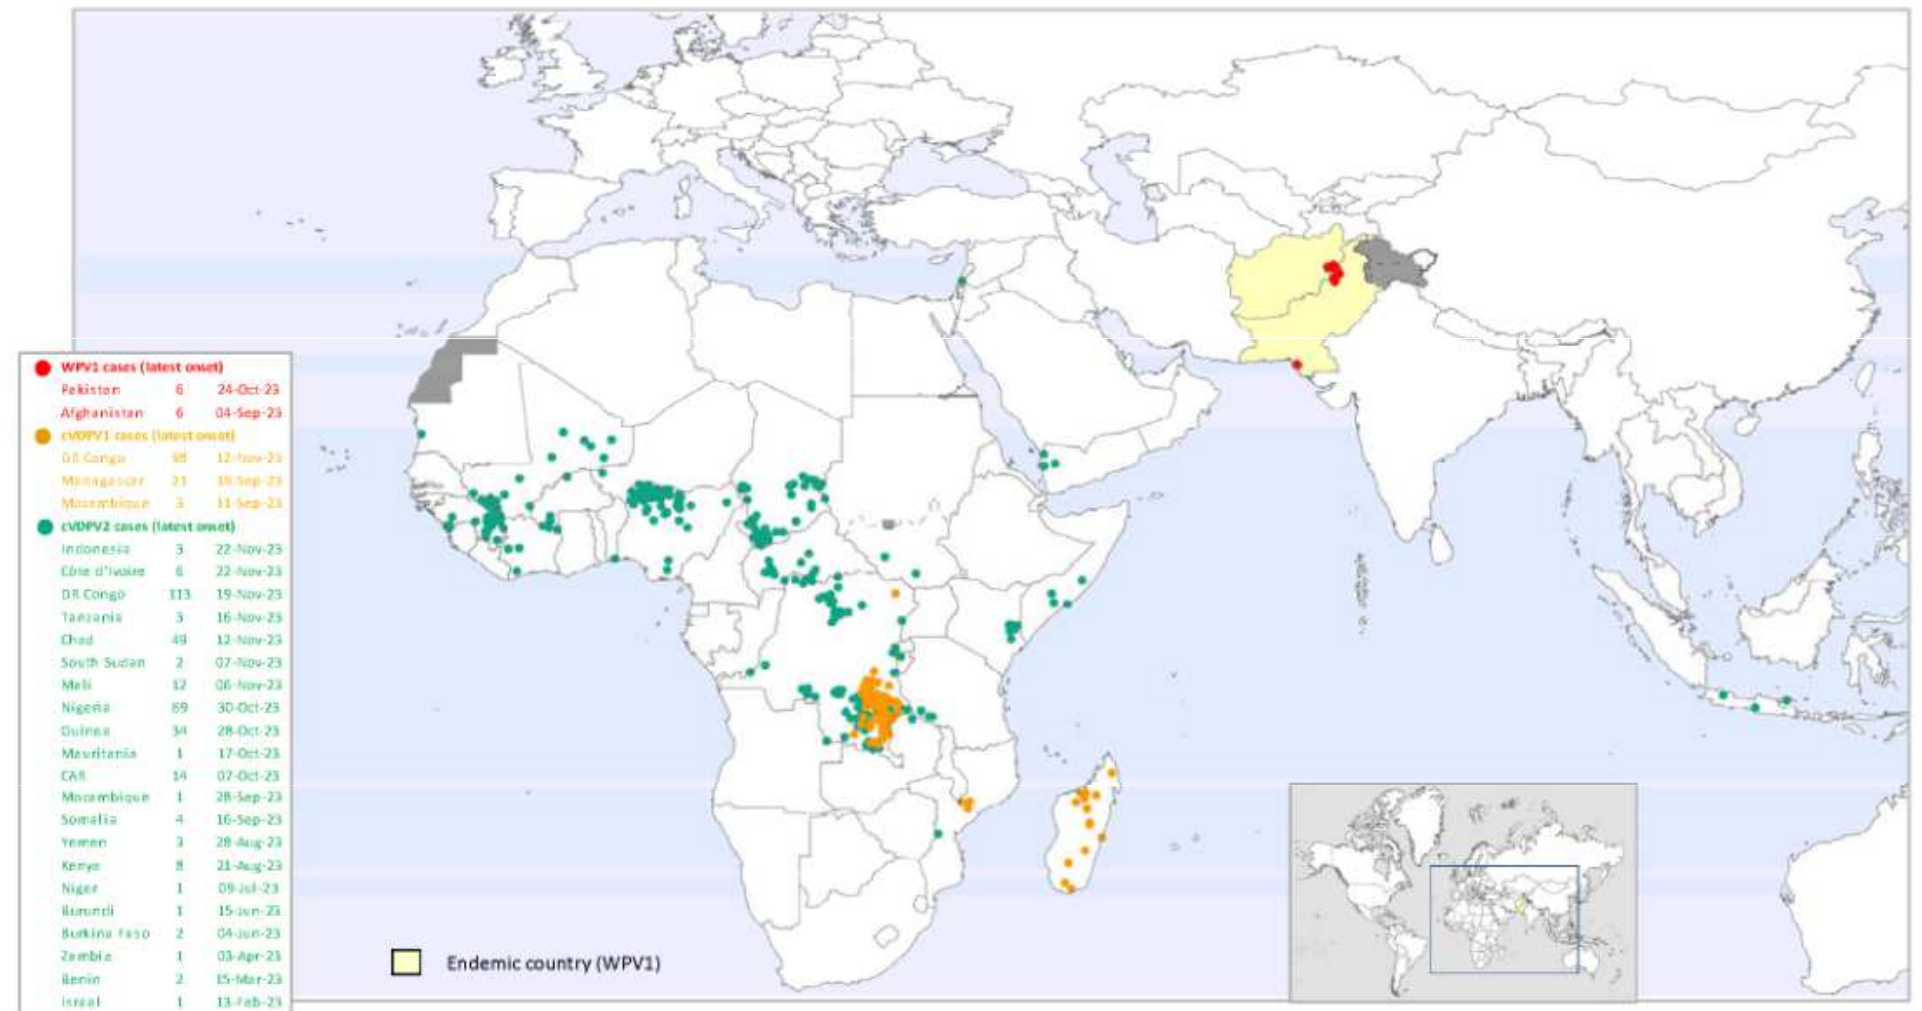 WPV1 cases (latest onset)
Pakistan 6 24-Oct-23
Afghanistan 6 04-Sep-23
cVDPV1 cases (latest onset)
DR Congo 12-Nov-23
Madagascar 21 Sep-23
Mozambique 3 11-Sep-23
cVDPV2 cases (latest onset)
Indonesia 3 22-Nov-23
Côte d'Ivoire 6 22-Nov-23
DR Congo 113 19-Nov-23
Tanzania 3 16-Nov-23
Chad 49 12-Nov-23
South Sudan 2 07-Nov-23
Mali 12 06-Nov-23
Nigeria 69 30-Oct-23
Guinea 34 28-Oct-23
Mauritania 1 17-Oct-23
CAR 14 07-Oct-23
Mozambique 1 28-Sep-23
Somalia 4 16-Sep-23
Yemen 3 28-Aug-23
Kenya 8 21-Aug-23
Niger 1 09-Jul-23
Burundi 1 15-Jun-23
Burkina Faso 2 04-Jun-23
Zambia 1 03-Apr-23
Benin 2 15-Mar-23
Israel 1 13-Feb-23
Endemic country (WPV1)